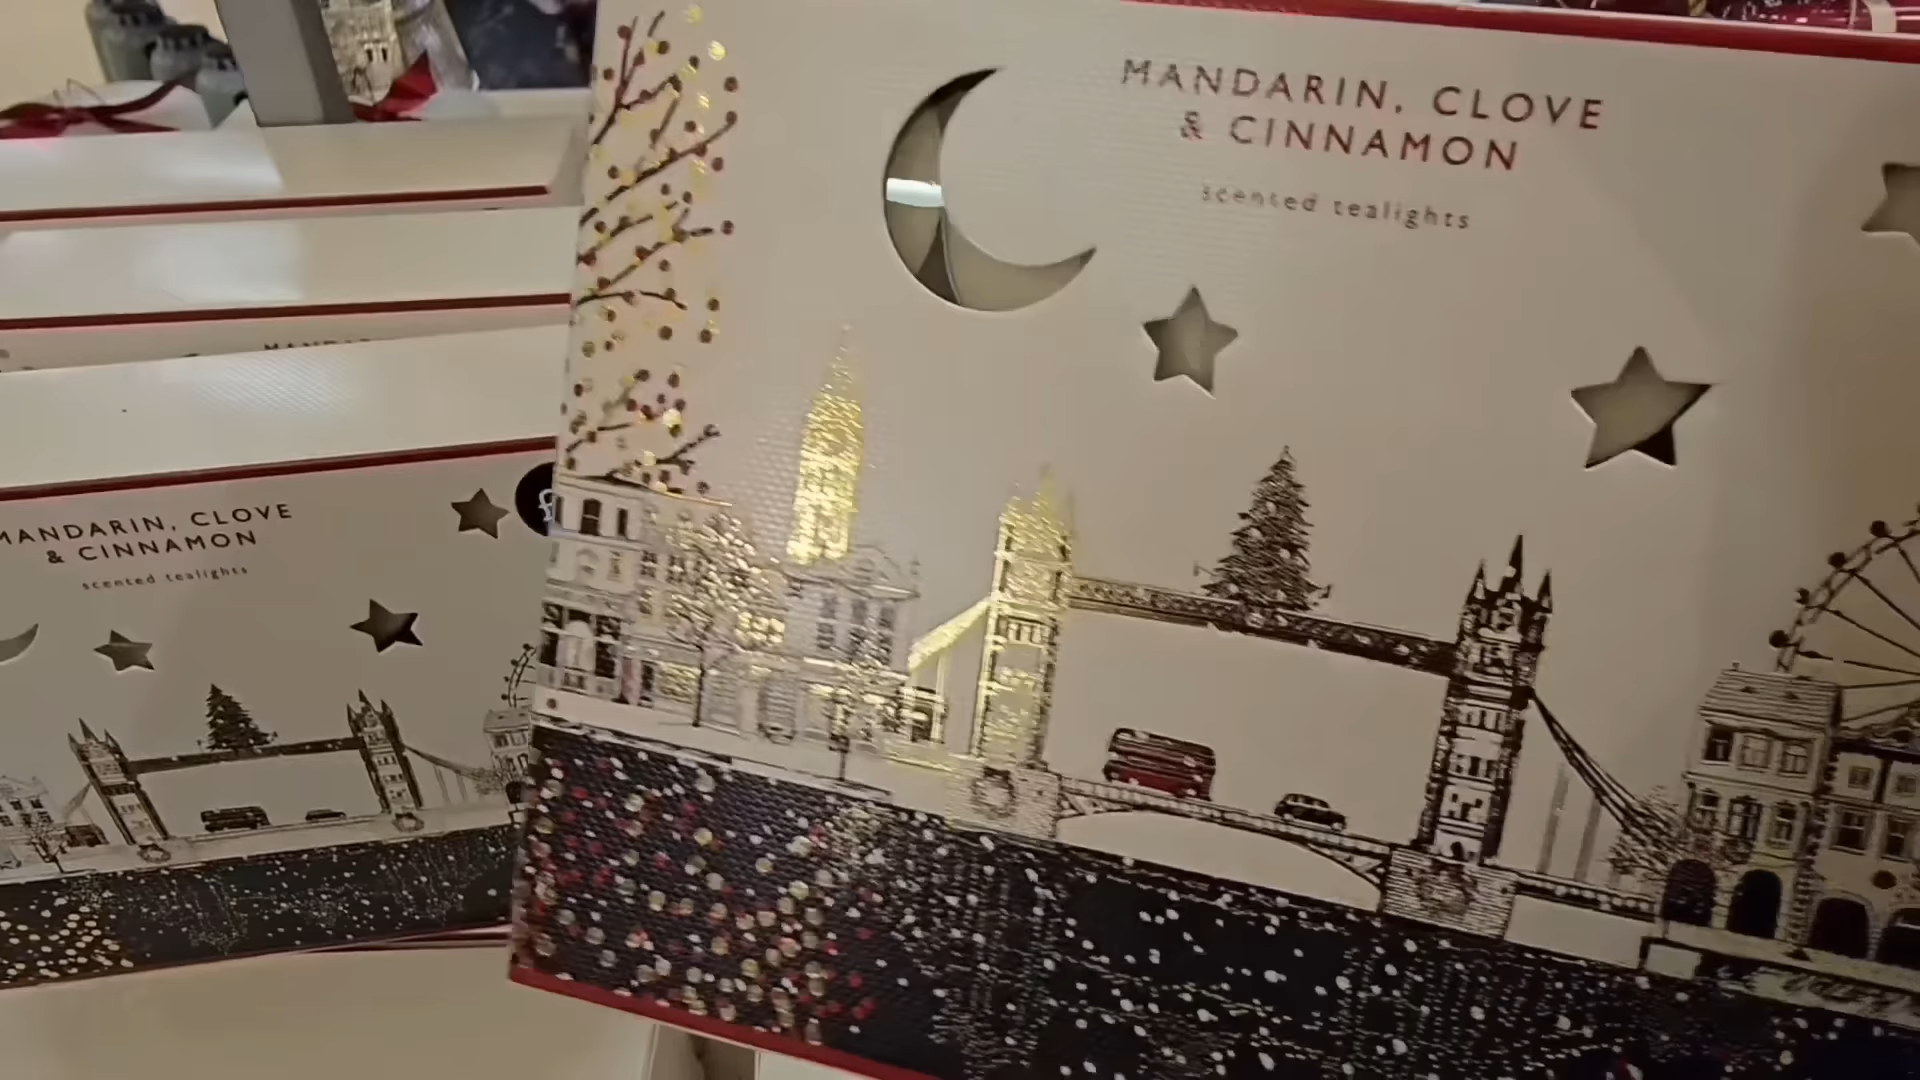 MANDARIN, CLOVE
& CINNAMON
scented tealights
MANDARIN, CLOVE
& CINNAMON
scented tealights
£